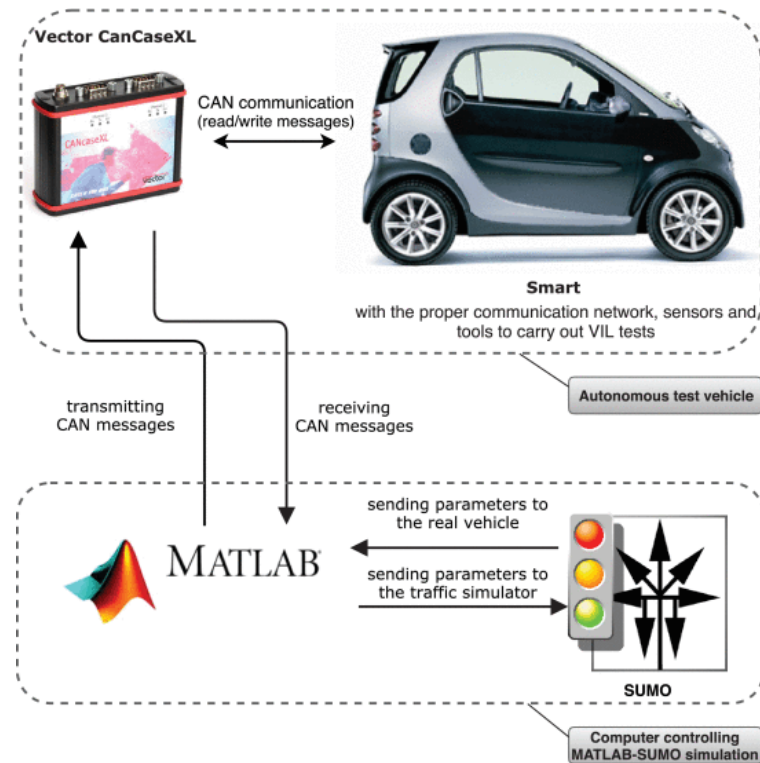 Vector CanCaseXL
CAN communication
(read/write messages)
CANcaseXL
vector
Smart
with the proper communication network, sensors and
tools to carry out VIL tests
Autonomous test vehicle
transmitting
CAN messages
receiving
CAN messages
sending parameters to
the real vehicle
MATLAB
sending parameters to
the traffic simulator
SUMO
Computer controlling
MATLAB-SUMO simulation